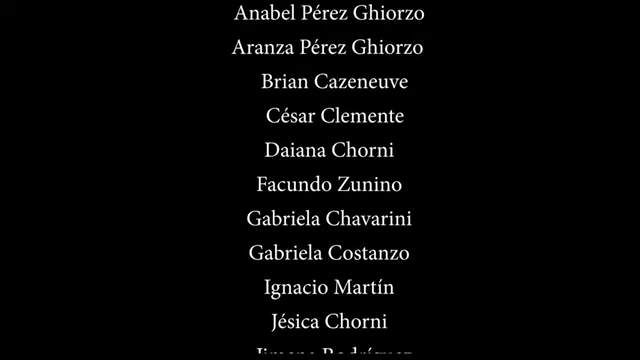 Anabel Pérez Ghiorzo
Aranza Pérez Ghiorzo
Brian Cazeneuve
César Clemente
Daiana Chorni
Facundo Zunino
Gabriela Chavarini
Gabriela Costanzo
Ignacio Martín
Jésica Chorni
Rodríguez